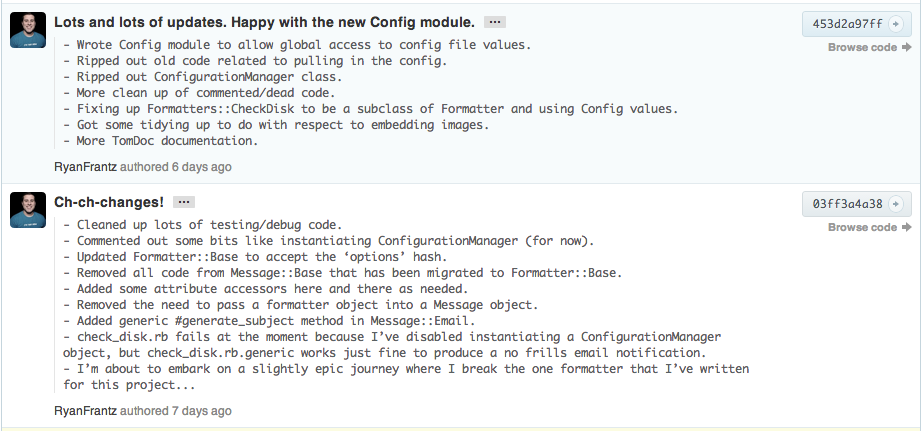 Lots and lots of updates. Happy with the new Config module. ...
453d2a97ff
Browse code
- Wrote Config module to allow global access to config file values.
- Ripped out old code related to pulling in the config.
- Ripped out ConfigurationManager class.
- More clean up of commented/dead code.
- Fixing up Formatters::CheckDisk to be a subclass of Formatter and using Config values.
- Got some tidying up to do with respect to embedding images.
- More TomDoc documentation.
RyanFrantz authored 6 days ago
Ch-ch-changes! ...
03ff3a4a38
Browse code
- Cleaned up lots of testing/debug code.
- Commented out some bits like instantiating ConfigurationManager (for now).
- Updated Formatter::Base to accept the ‘options’ hash.
- Removed all code from Message::Base that has been migrated to Formatter::Base.
- Added some attribute accessors here and there as needed.
- Removed the need to pass a formatter object into a Message object.
- Added generic #generate_subject method in Message::Email.
- check_disk.rb fails at the moment because I’ve disabled instantiating a ConfigurationManager
object, but check_disk.rb.generic works just fine to produce a no frills email notification.
- I’m about to embark on a slightly epic journey where I break the one formatter that I’ve written
for this project...
RyanFrantz authored 7 days ago